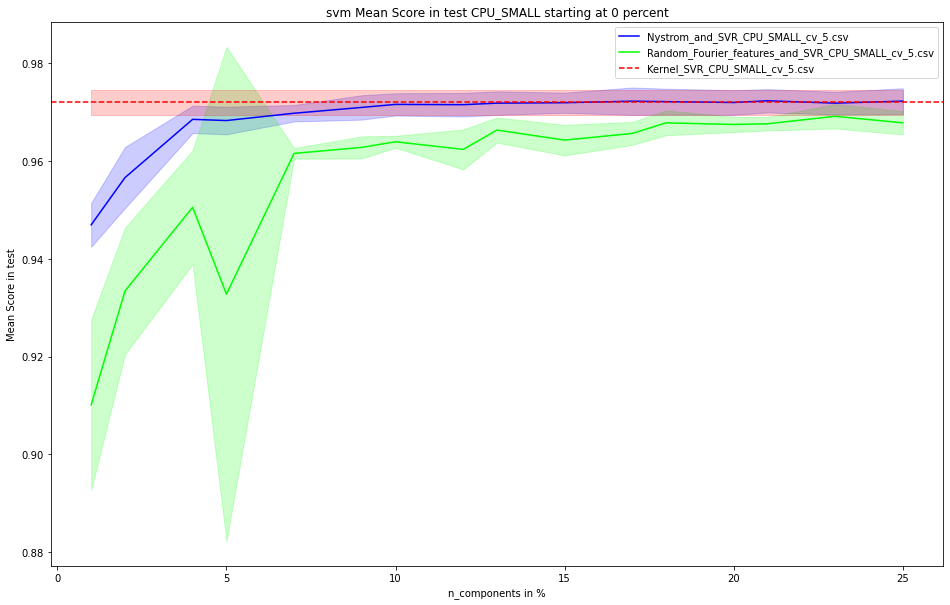 svm Mean Score in test CPU_SMALL starting at 0 percent
Nystrom_and_SVR_CPU_SMALL_cv_5.csv
Random_Fourier_features_and_SVR_CPU_SMALL_cv_5.csv
Kernel_SVR_CPU_SMALL_cv_5.csv
Mean Score in test
0.98
0.96
0.94
0.92
0.90
0.88
0 5 10 15 20 25
n_components in %